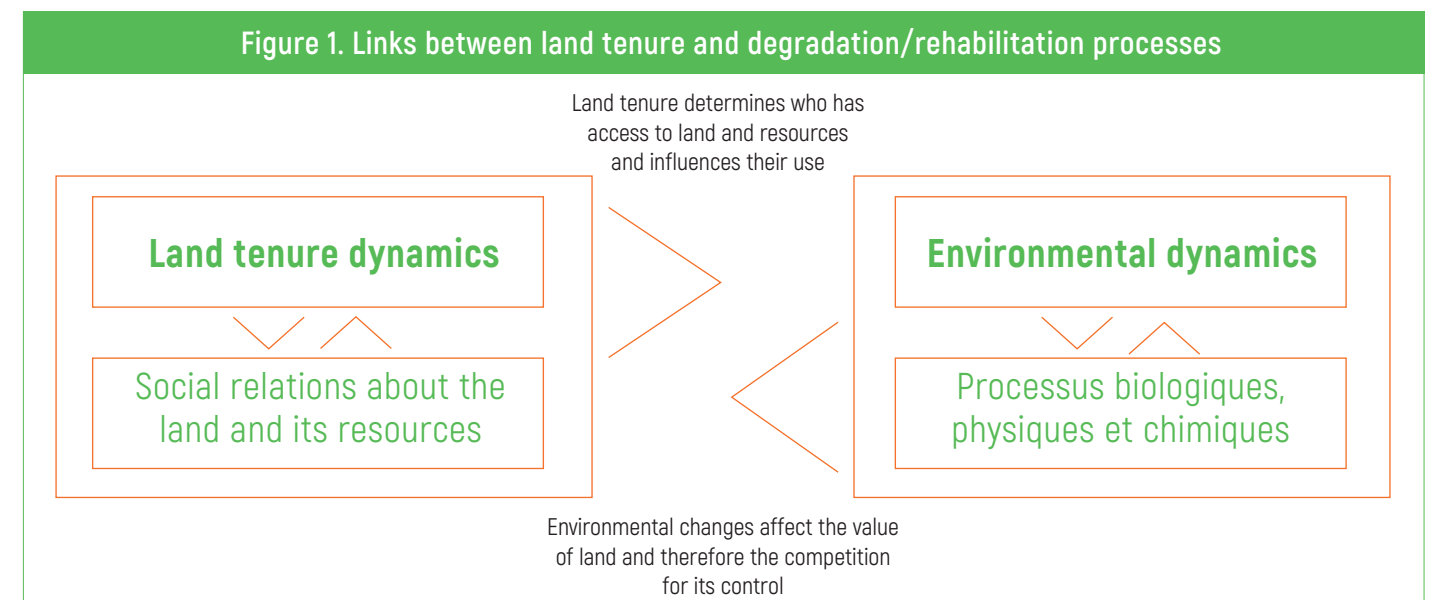 Figure 1. Links between land tenure and degradation/rehabilitation processes
Land tenure determines who has
access to land and resources
and influences their use
Land tenure dynamics
Social relations about the
land and its resources
Environmental dynamics
Processus biologiques,
physiques et chimiques
Environmental changes affect the value
of land and therefore the competition
for its control